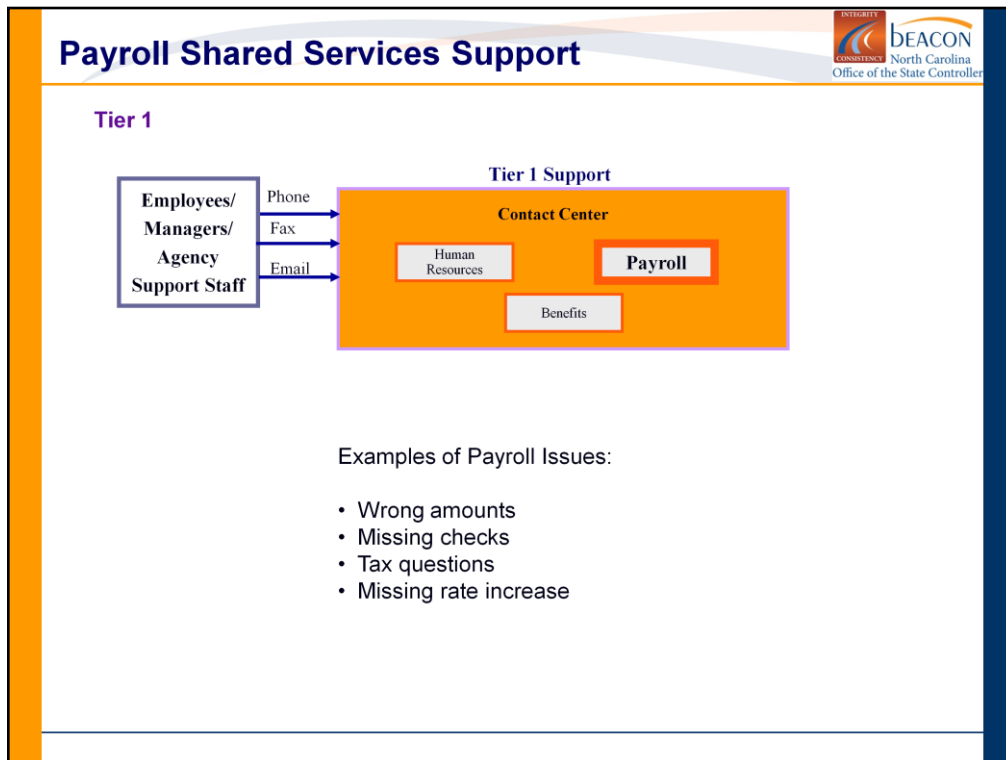 Payroll Shared Services Support
INTEGRITY
CONSISTENCY
bEACON
North Carolina
Office of the State Controller
Tier 1
Tier 1 Support
Employees/
Managers/
Agency
Support Staff
Phone
Fax
Email
Contact Center
Human
Resources
Payroll
Benefits
Examples of Payroll Issues:
• Wrong amounts
• Missing checks
• Tax questions
• Missing rate increase